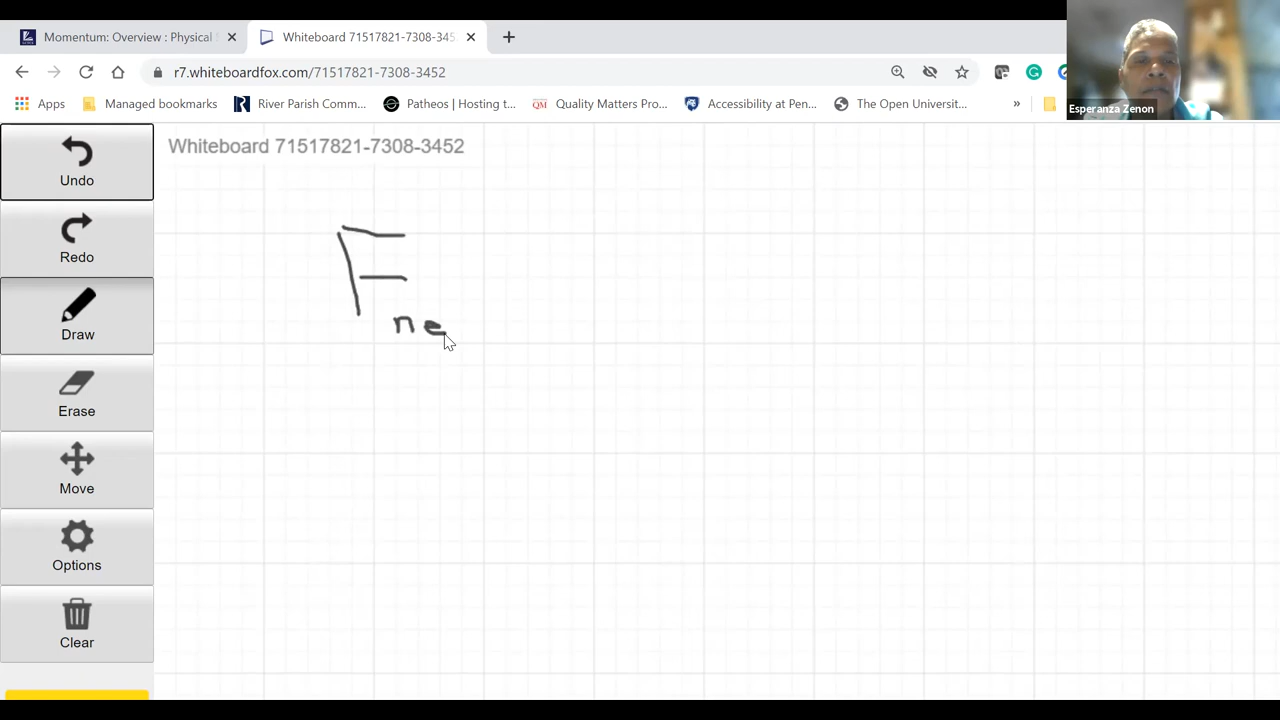 Momentum: Overview : Physical
Whiteboard 71517821-7308-345
r7.whiteboardfox.com/71517821-7308-3452
Apps Managed bookmarks River Parish Comm... Patheos | Hosting t... QM Quality Matters Pro... Accessibility at Pen... The Open Universit... »
Esperanza Zenon
Undo
Redo
Draw
Erase
Move
Options
Clear
Whiteboard 71517821-7308-3452
F
ne